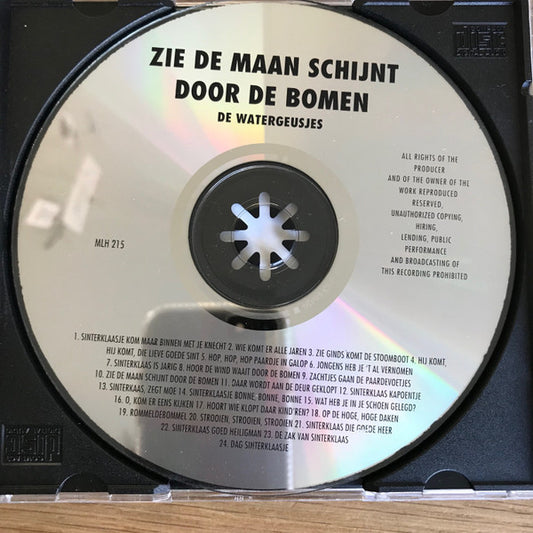 ZIE DE MAAN SCHIJNT
DOOR DE BOMEN
DE WATERGEUSJES
ALL RIGHTS OF THE
PRODUCER
AND OF THE OWNER OF THE
WORK REPRODUCED
RESERVED,
UNAUTHORIZED COPYING,
HIRING,
LENDING, PUBLIC
PERFORMANCE
AND BROADCASTING OF
THIS RECORDING PROHIBITED
MLH 215
1. SINTERKLAASJE KOM MAAR BINNEN MET JE KNECHT 2. WIE KOMT ER ALLE JAREN 3. ZIE GINDS KOMT DE STOOMBOOT 4. HIJ KOMT,
HIJ KOMT, DIE LIEVE GOEDE SINT 5. HOP, HOP, HOP PAARDJE IN GALOP 6. JONGENS HEB JE 'T AL VERNOMEN
7. SINTERKLAAS IS JARIG 8. HOOR DE WIND WAAIT DOOR DE BOMEN 9. ZACHTJES GAAN DE PAARDEVOETJES
10. ZIE DE MAAN SCHIJNT DOOR DE BOMEN 11. DAAR WORDT AAN DE DEUR GEKLOPT 12. SINTERKLAAS KAPOENTJE
13. SINTERKLAAS, ZEGT MOE 14. SINTERKLAASJE BONNE, BONNE, BONNE 15. WAT HEB JE IN JE SCHOEN GELEGD?
16. O, KOM ER EENS KIJKEN 17. HOORT WIE KLOPT DAAR KIND'REN? 18. OP DE HOGE, HOGE DAKEN
19. ROMMELDEBOMMEL 20. STROOIEN, STROOIEN, STROOIEN 21. SINTERKLAAS DIE GOEDE HEER
22. SINTERKLAAS GOED HEILIGMAN 23. DE ZAK VAN SINTERKLAAS
24. DAG SINTERKLAASJE